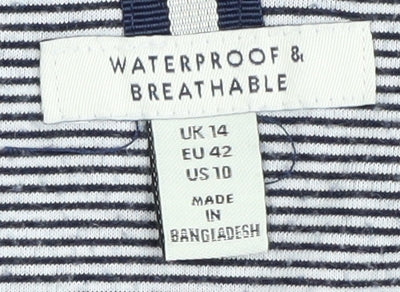 WATERPROOF &
BREATHABLE
UK 14
EU 42
US 10
MADE
IN
BANGLADESH